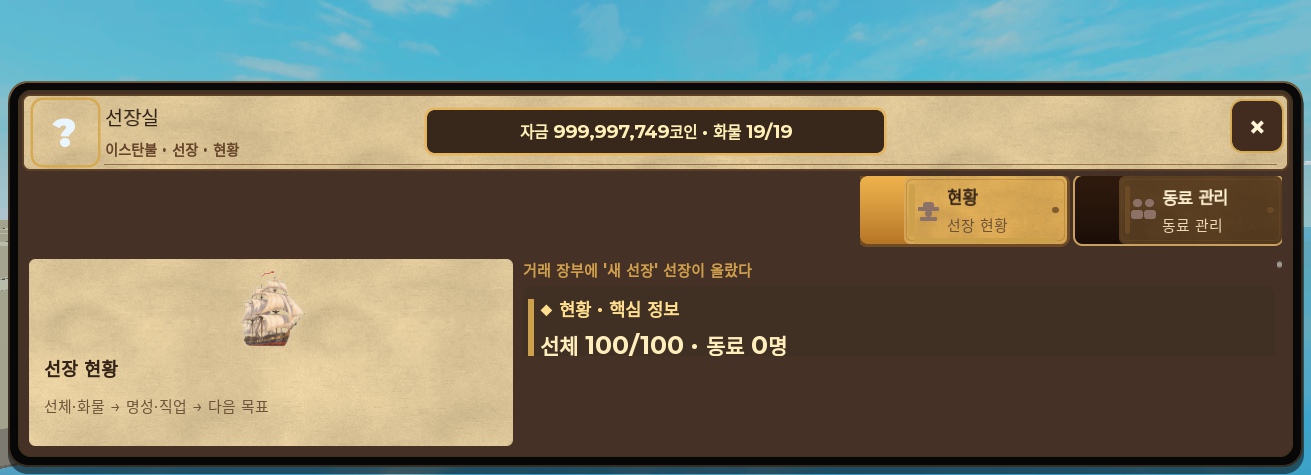 ?
선장실
이스탄불 • 선장 • 현황
자금 999,997,749코인 • 화물 19/19
×
현황
선장 현황
동료 관리
동료 관리
선장 현황
선체·화물 → 명성·직업 → 다음 목표
거래 장부에 '새 선장' 선장이 올랐다
◆ 현황 • 핵심 정보
선체 100/100 • 동료 0명